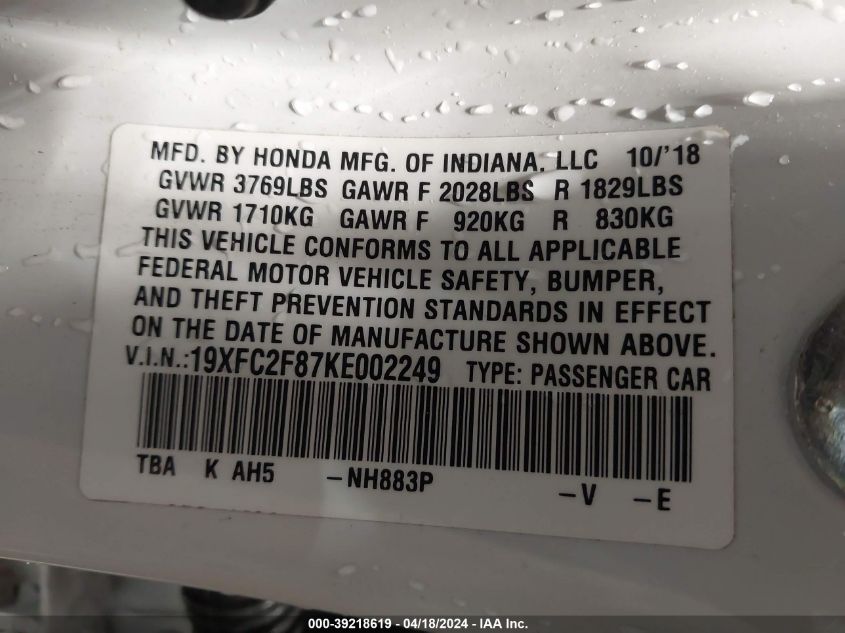 MFD. BY HONDA MFG. OF INDIANA. LLC 10/'18
GVWR 3769LBS GAWR F 2028LBS R 1829LBS
GVWR 1710KG GAWR F 920KG R 830KG
THIS VEHICLE CONFORMS TO ALL APPLICABLE
FEDERAL MOTOR VEHICLE SAFETY, BUMPER,
AND THEFT PREVENTION STANDARDS IN EFFECT
ON THE DATE OF MANUFACTURE SHOWN ABOVE.
V.I.N.:19XFC2F87KE002249 TYPE: PASSENGER CAR
TBA K AH5 -NH883P -V -E
000-39218619 - 04/18/2024 - IAA Inc.